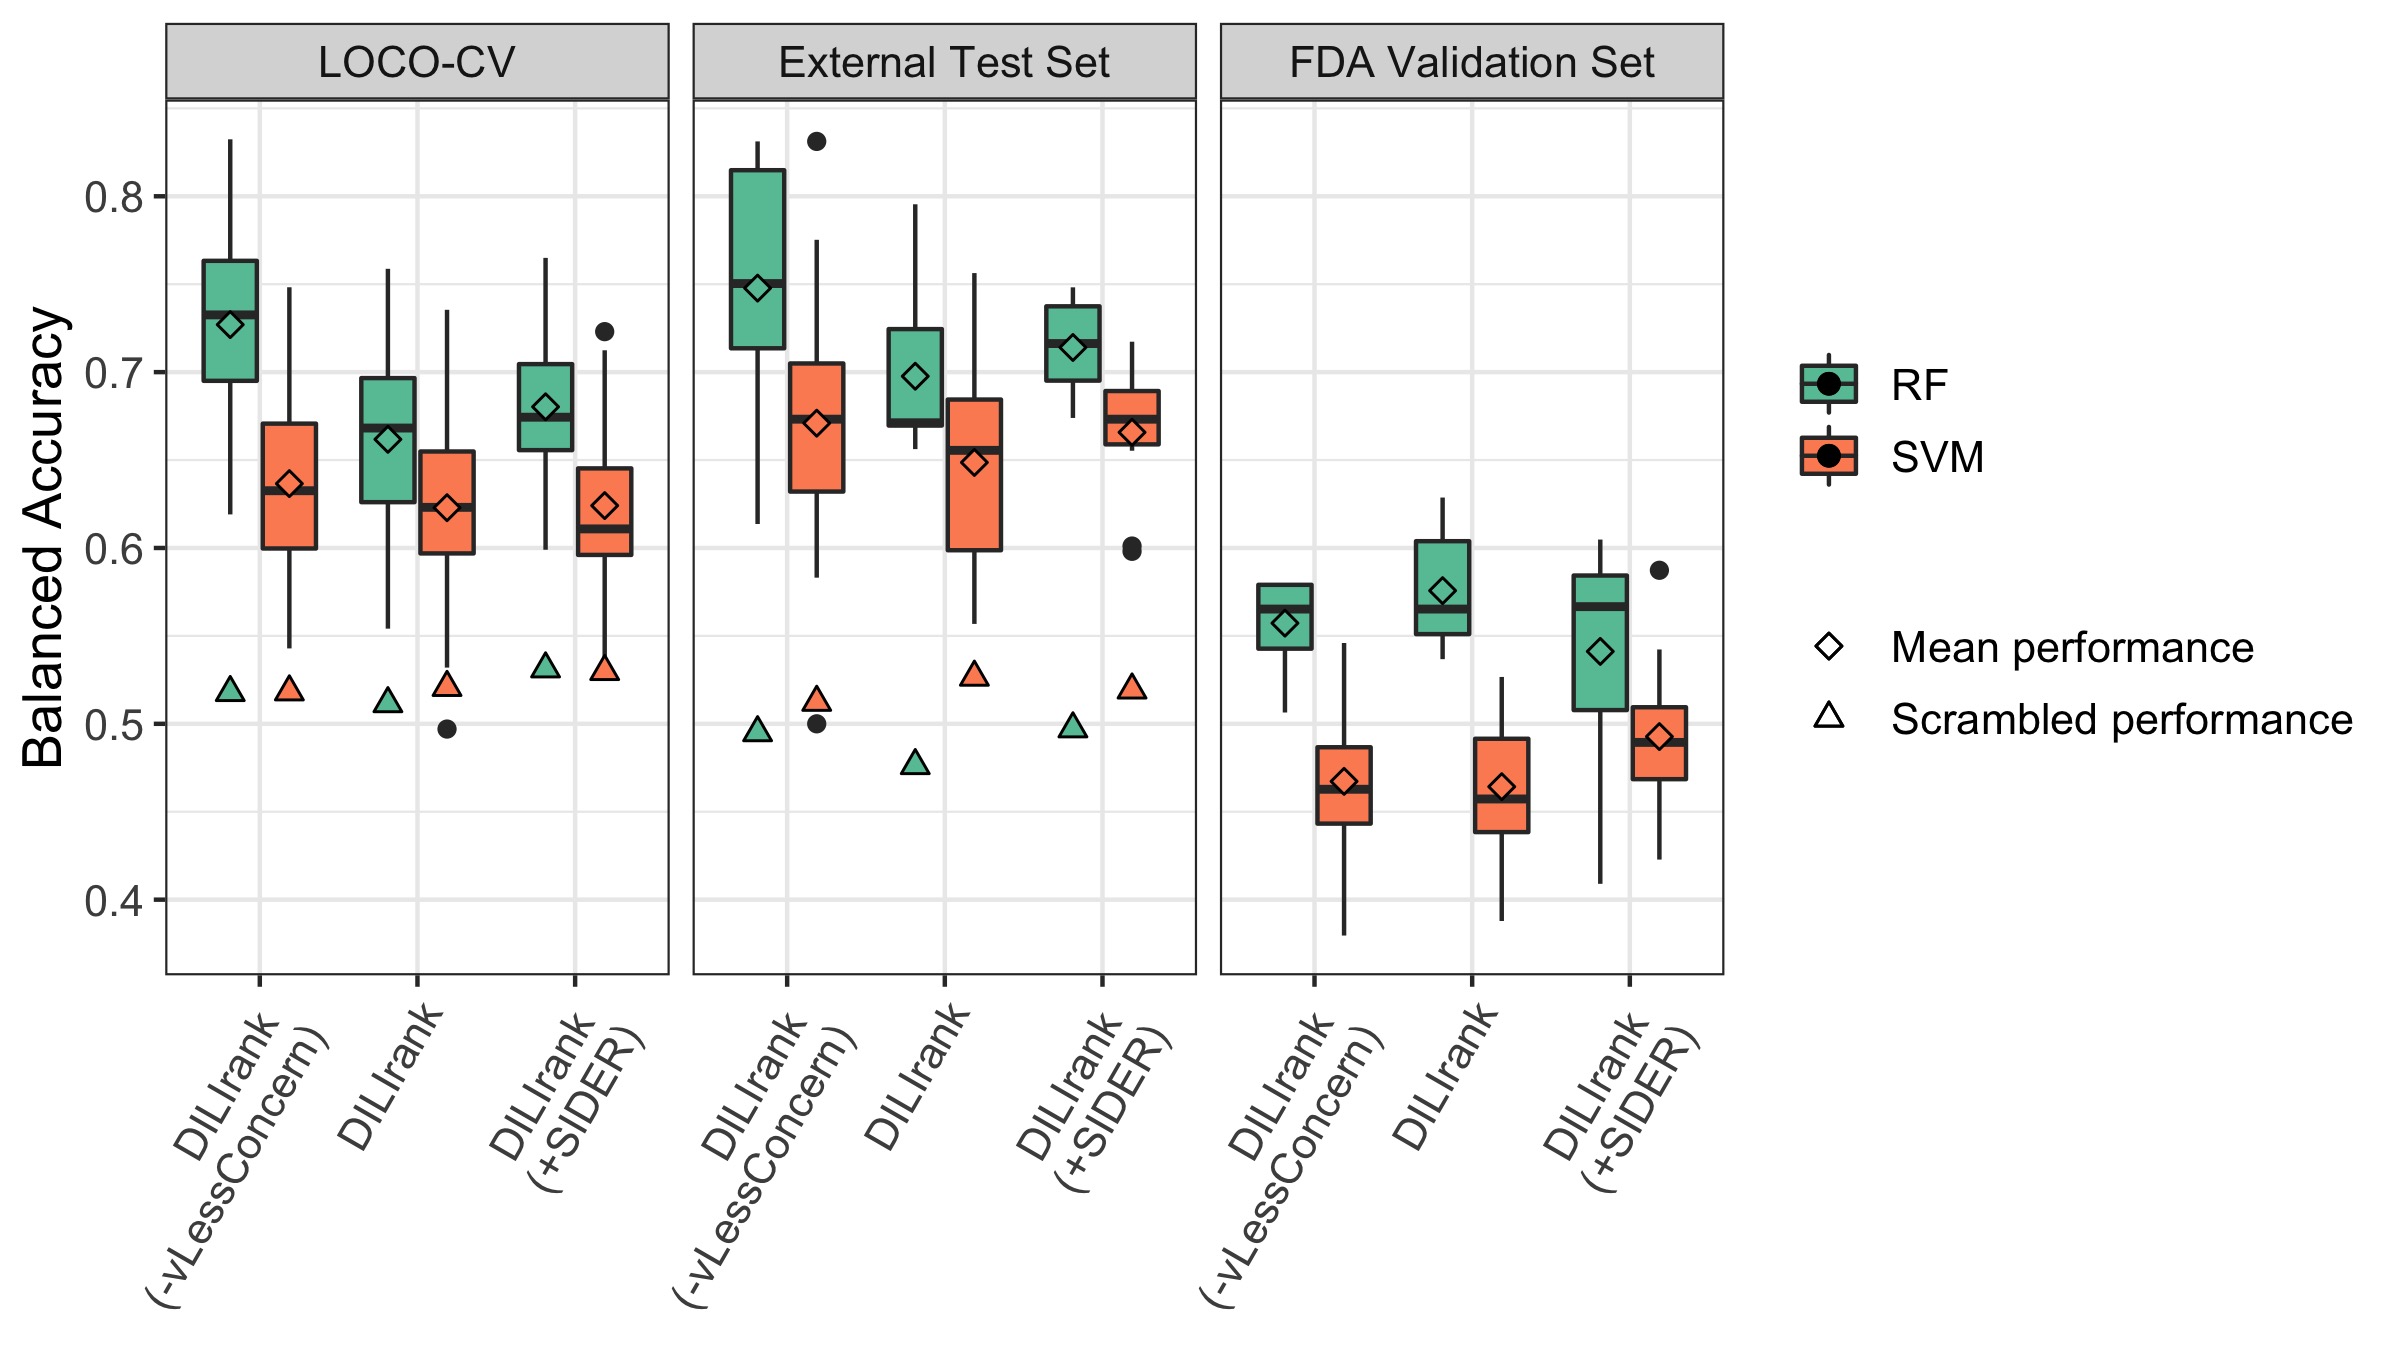 LOCO-CV
External Test Set
FDA Validation Set
Balanced Accuracy
0.8
0.7
0.6
0.5
0.4
DILIrank
(-vLessConcern)
DILIrank
DILIrank
(+SIDER)
DILIrank
(-vLessConcern)
DILIrank
DILIrank
(+SIDER)
DILIrank
(-vLessConcern)
DILIrank
DILIrank
(+SIDER)
RF
SVM
Mean performance
Scrambled performance